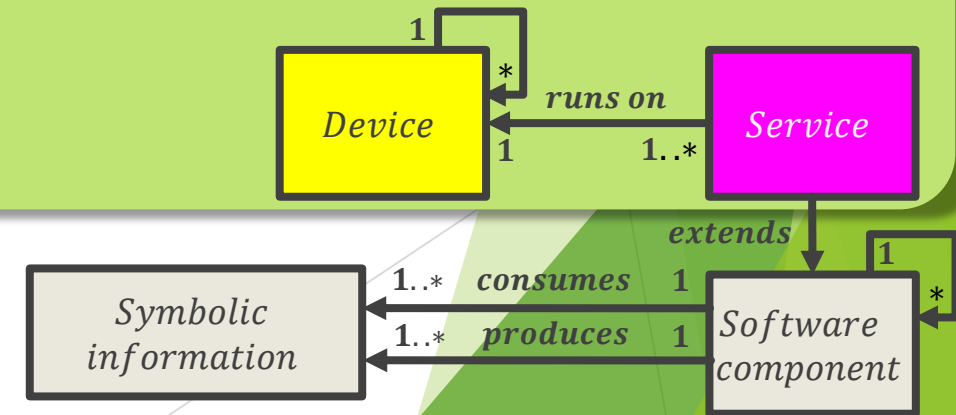 1
*
runs on
Device
Service
1
1..*
extends
1
1..* consumes 1
*
Symbolic
information
1..* produces 1
Software
component